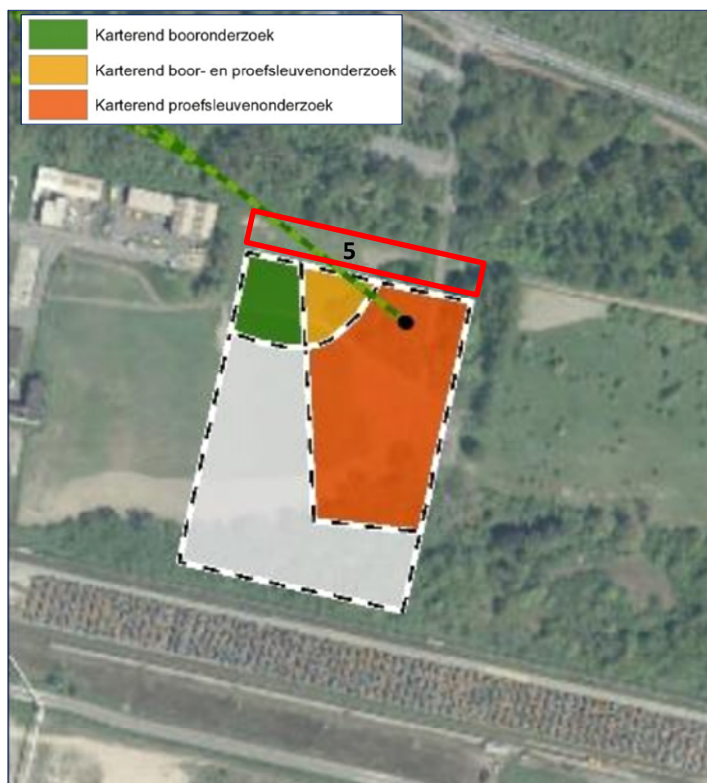 Karterend booronderzoek
Karterend boor- en proefsleuvenonderzoek
Karterend proefsleuvenonderzoek
5